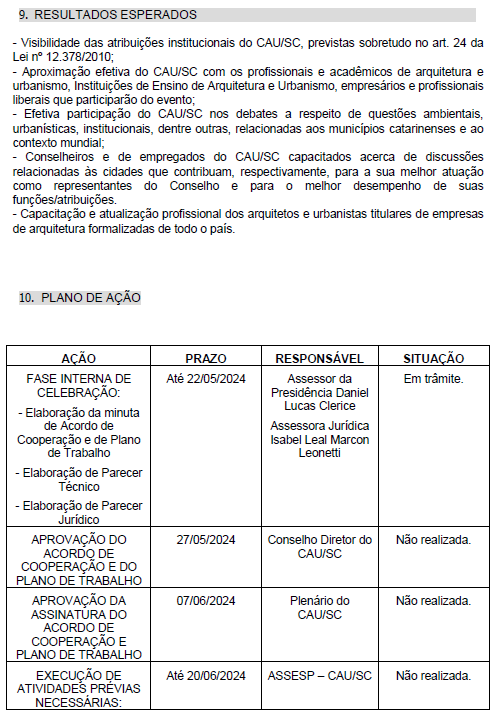 9. RESULTADOS ESPERADOS
- Visibilidade das atribuições institucionais do CAU/SC, previstas sobretudo no art. 24 da
Lei nº 12.378/2010;
- Aproximação efetiva do CAU/SC com os profissionais e acadêmicos de arquitetura e
urbanismo, Instituições de Ensino de Arquitetura e Urbanismo, empresários e profissionais
liberais que participarão do evento;
- Efetiva participação do CAU/SC nos debates a respeito de questões ambientais,
urbanísticas, institucionais, dentre outras, relacionadas aos municípios catarinenses e ao
contexto mundial;
- Conselheiros e de empregados do CAU/SC capacitados acerca de discussões
relacionadas às cidades que contribuam, respectivamente, para a sua melhor atuação
como representantes do Conselho e para o melhor desempenho de suas
funções/atribuições.
- Capacitação e atualização profissional dos arquitetos e urbanistas titulares de empresas
de arquitetura formalizadas de todo o país.
10. PLANO DE AÇÃO
AÇÃO PRAZO RESPONSÁVEL SITUAÇÃO
FASE INTERNA DE
CELEBRAÇÃO:
- Elaboração da minuta
de Acordo de
Cooperação e de Plano
de Trabalho
- Elaboração de Parecer
Técnico
- Elaboração de Parecer
Jurídico
Até 22/05/2024
Assessor da
Presidência Daniel
Lucas Clerice
Assessora Jurídica
Isabel Leal Marcon
Leonetti
Em trâmite.
APROVAÇÃO DO
ACORDO DE
COOPERAÇÃO E DO
PLANO DE TRABALHO
27/05/2024
Conselho Diretor do
CAU/SC
Não realizada.
APROVAÇÃO DA
ASSINATURA DO
ACORDO DE
COOPERAÇÃO E
PLANO DE TRABALHO
07/06/2024
Plenário do
CAU/SC
Não realizada.
EXECUÇÃO DE
ATIVIDADES PRÉVIAS
NECESSÁRIAS:
Até 20/06/2024
ASSESP – CAU/SC
Não realizada.